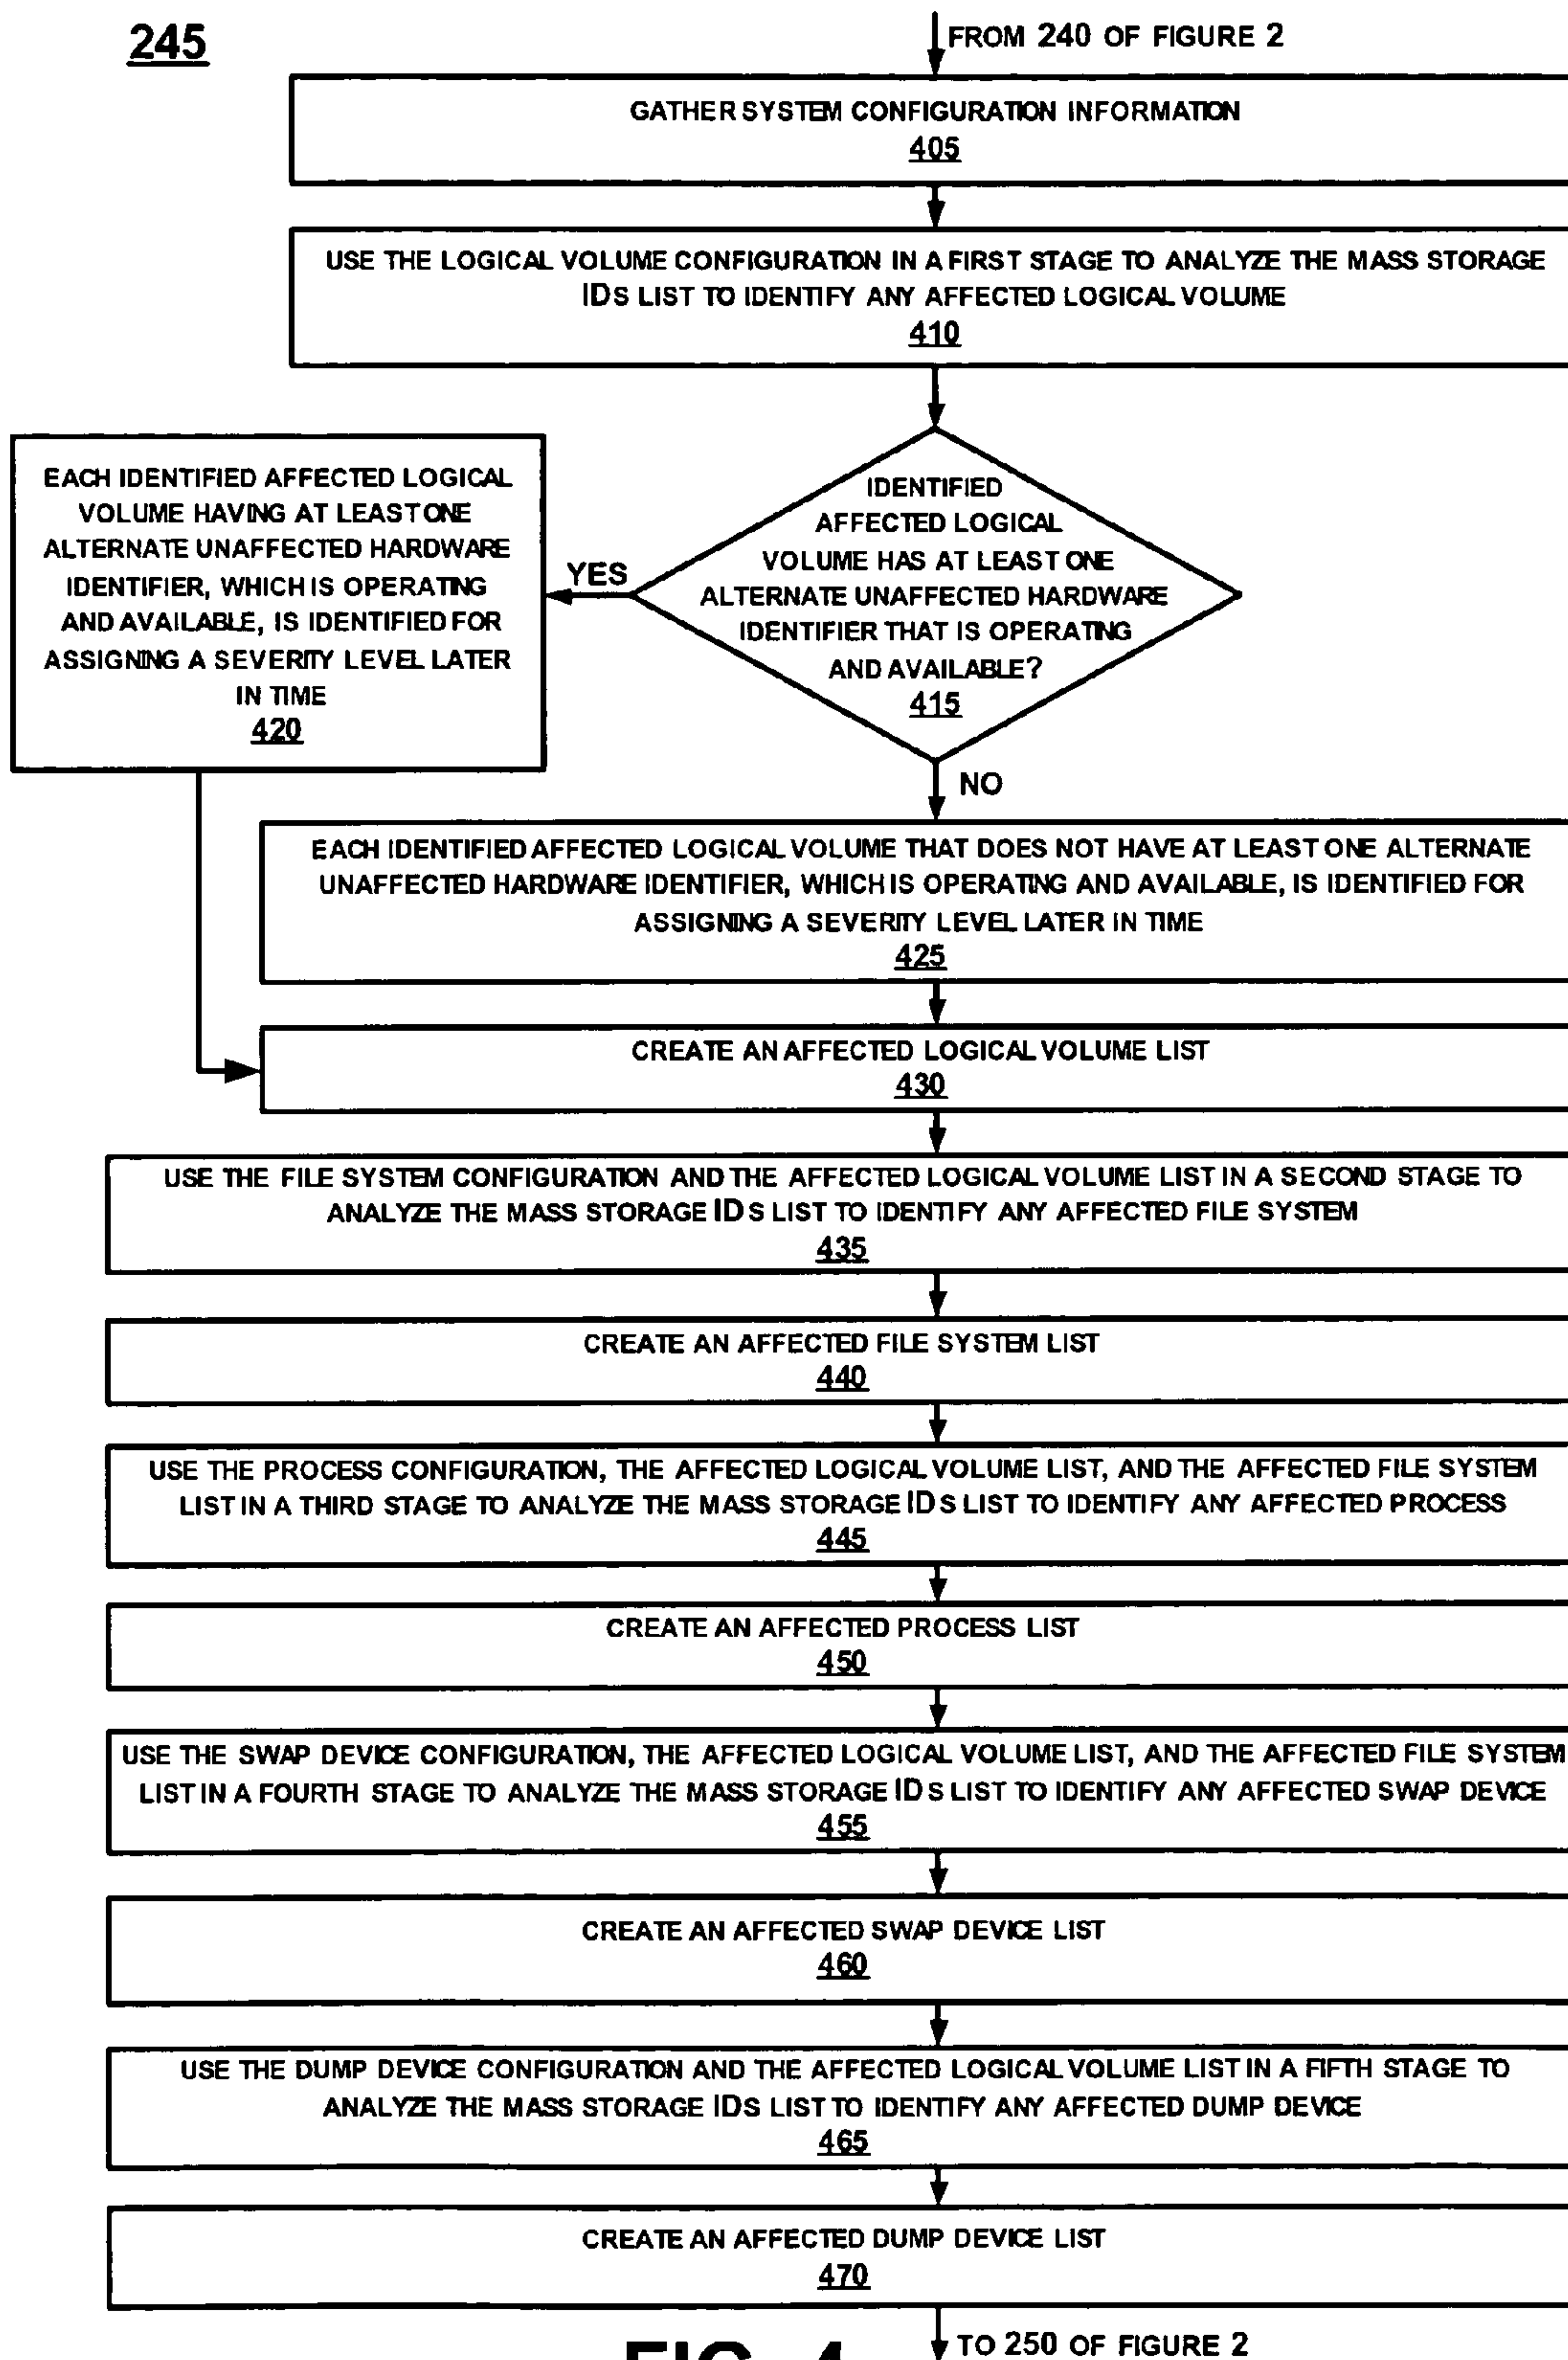 245
FROM 240 OF FIGURE 2
GATHER SYSTEM CONFIGURATION INFORMATION
405
USE THE LOGICAL VOLUME CONFIGURATION IN A FIRST STAGE TO ANALYZE THE MASS STORAGE
IDS LIST TO IDENTIFY ANY AFFECTED LOGICAL VOLUME
410
IDENTIFIED
AFFECTED LOGICAL
VOLUME HAS AT LEAST ONE
ALTERNATE UNAFFECTED HARDWARE
IDENTIFIER THAT IS OPERATING
AND AVAILABLE?
415
YES
EACH IDENTIFIED AFFECTED LOGICAL
VOLUME HAVING AT LEAST ONE
ALTERNATE UNAFFECTED HARDWARE
IDENTIFIER, WHICH IS OPERATING
AND AVAILABLE, IS IDENTIFIED FOR
ASSIGNING A SEVERITY LEVEL LATER
IN TIME
420
NO
EACH IDENTIFIED AFFECTED LOGICAL VOLUME THAT DOES NOT HAVE AT LEAST ONE ALTERNATE
UNAFFECTED HARDWARE IDENTIFIER, WHICH IS OPERATING AND AVAILABLE, IS IDENTIFIED FOR
ASSIGNING A SEVERITY LEVEL LATER IN TIME
425
CREATE AN AFFECTED LOGICAL VOLUME LIST
430
USE THE FILE SYSTEM CONFIGURATION AND THE AFFECTED LOGICAL VOLUME LIST IN A SECOND STAGE TO
ANALYZE THE MASS STORAGE IDS LIST TO IDENTIFY ANY AFFECTED FILE SYSTEM
435
CREATE AN AFFECTED FILE SYSTEM LIST
440
USE THE PROCESS CONFIGURATION, THE AFFECTED LOGICAL VOLUME LIST, AND THE AFFECTED FILE SYSTEM
LIST IN A THIRD STAGE TO ANALYZE THE MASS STORAGE IDS LIST TO IDENTIFY ANY AFFECTED PROCESS
445
CREATE AN AFFECTED PROCESS LIST
450
USE THE SWAP DEVICE CONFIGURATION, THE AFFECTED LOGICAL VOLUME LIST, AND THE AFFECTED FILE SYSTEM
LIST IN A FOURTH STAGE TO ANALYZE THE MASS STORAGE IDS LIST TO IDENTIFY ANY AFFECTED SWAP DEVICE
455
CREATE AN AFFECTED SWAP DEVICE LIST
460
USE THE DUMP DEVICE CONFIGURATION AND THE AFFECTED LOGICAL VOLUME LIST IN A FIFTH STAGE TO
ANALYZE THE MASS STORAGE IDS LIST TO IDENTIFY ANY AFFECTED DUMP DEVICE
465
CREATE AN AFFECTED DUMP DEVICE LIST
470
TO 250 OF FIGURE 2
FIG. 4